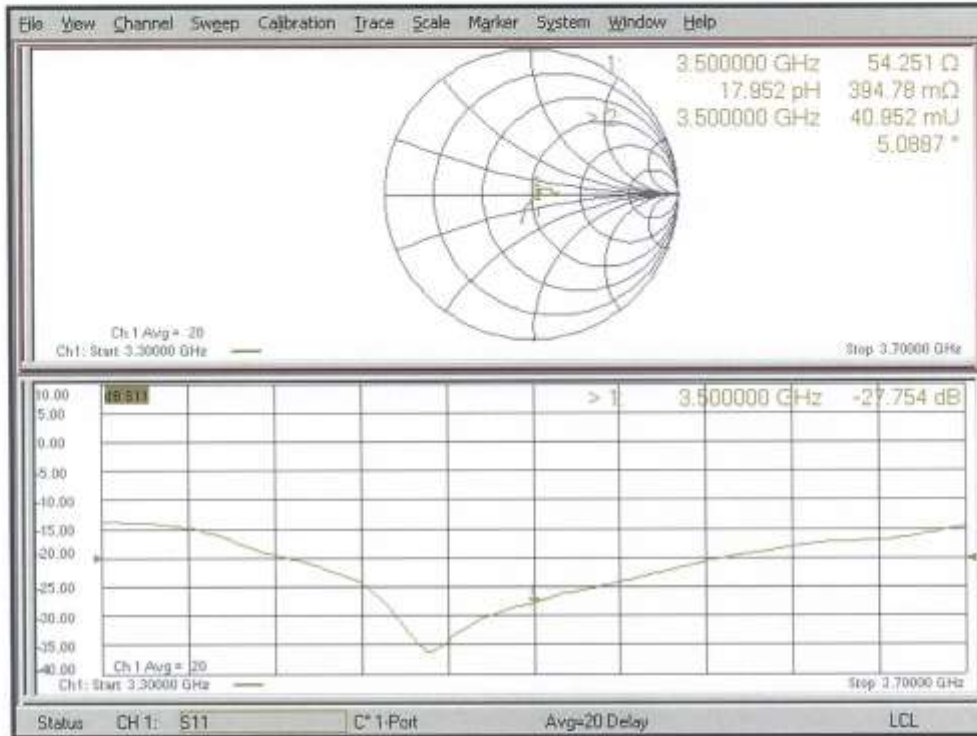 File View Channel Sweep Calibration Trace Scale Marker System Window Help
1: 3.500000 GHz 54.251 Ω
17.952 pH 394.78 mΩ
> 2: 3.500000 GHz 40.952 mU
5.0887 °
Ch 1 Avg = 20
Ch1: Start 3.30000 GHz
Stop 3.70000 GHz
10.00
dB S11
> 1: 3.500000 GHz -27.754 dB
5.00
0.00
-5.00
-10.00
-15.00
-20.00
-25.00
-30.00
-35.00
-40.00
Ch 1 Avg = 20
Ch1: Start 3.30000 GHz
Stop 3.70000 GHz
Status CH 1: S11 C* 1-Port Avg=20 Delay LCL